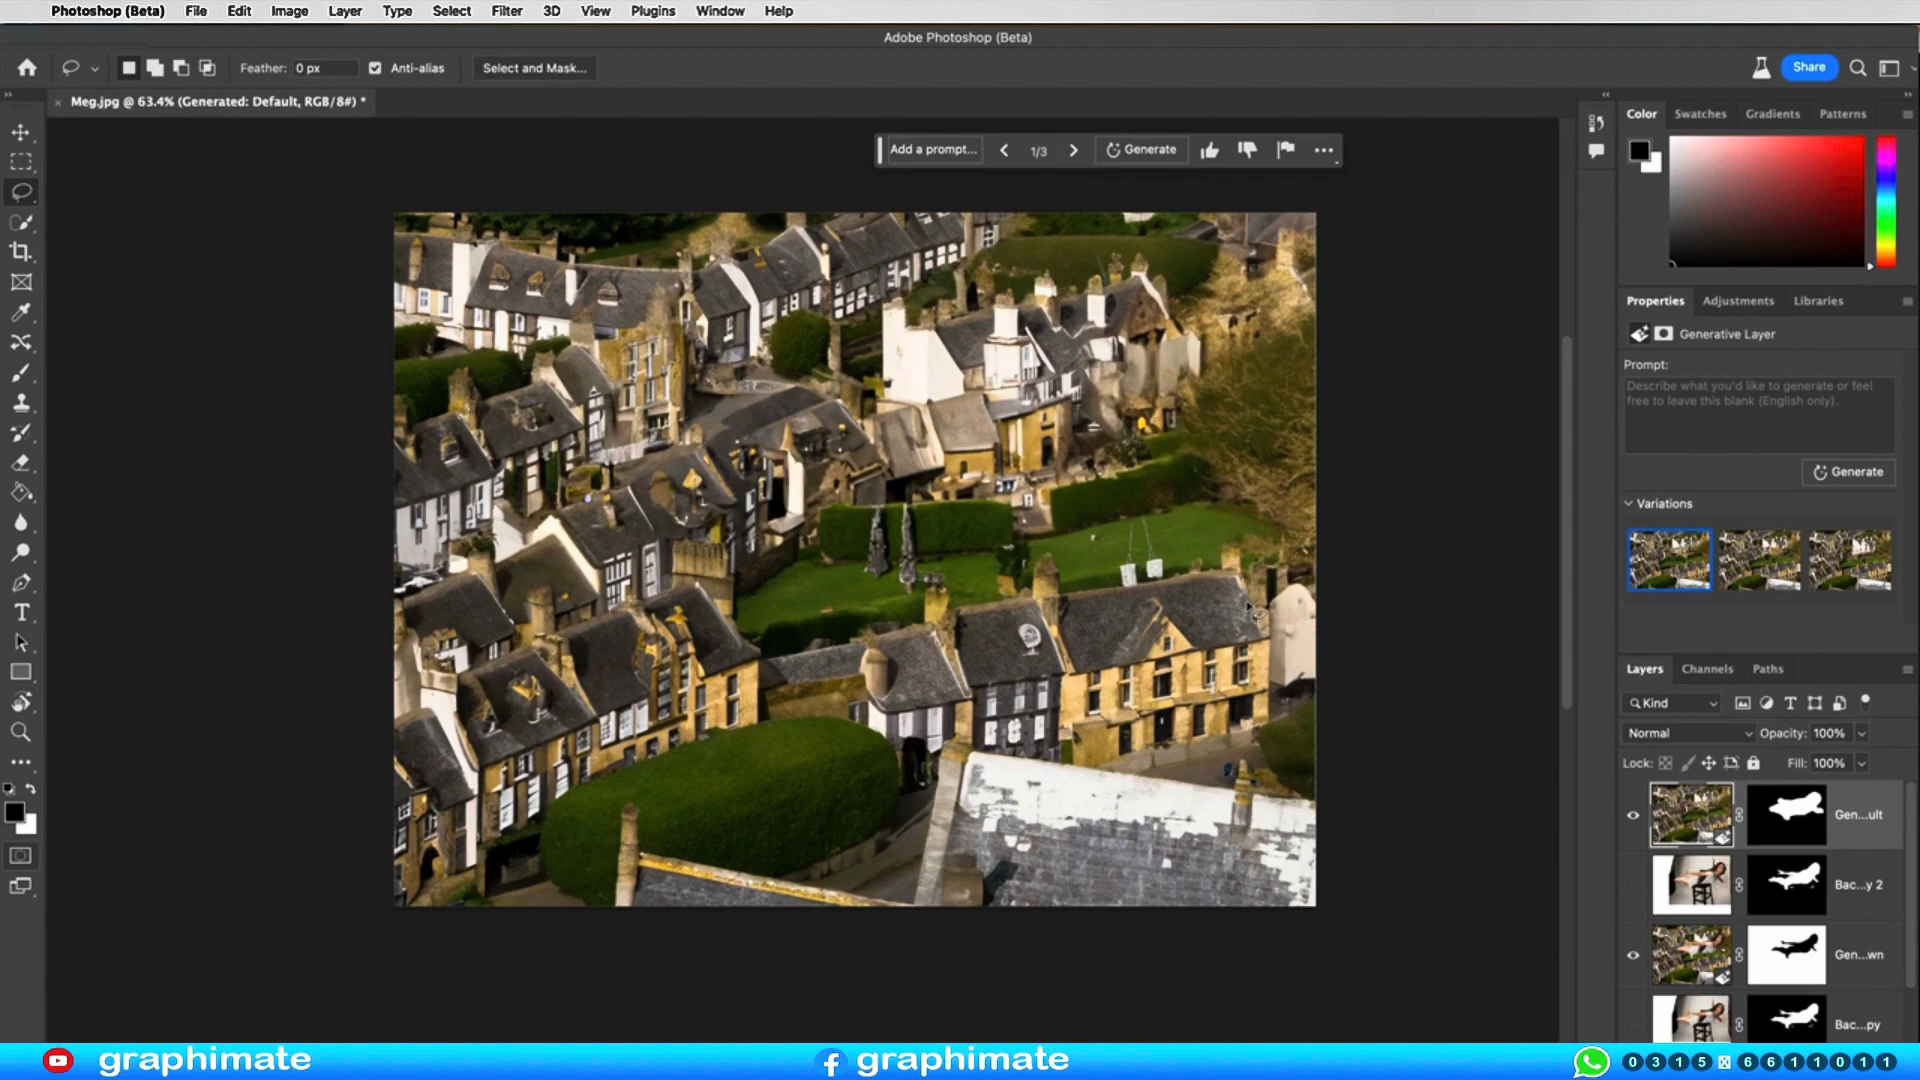 Photoshop (Beta) File Edit Image Layer Type Select Filter 3D View Plugins Window Help
Adobe Photoshop (Beta)
Feather: 0 px Anti-alias Select and Mask... Share
× Meg.jpg @ 63.4% (Generated: Default, RGB/8#) *
Color Swatches Gradients Patterns
Add a prompt... 1/3 Generate
Properties Adjustments Libraries
Generative Layer
Prompt:
Describe what you'd like to generate or feel
free to leave this blank (English only).
Generate
Variations
Layers Channels Paths
Kind
Normal Opacity: 100%
Lock: Fill: 100%
Gen...ult
Bac...y 2
Gen...wn
Bac...py
graphimate graphimate 0315 6611011